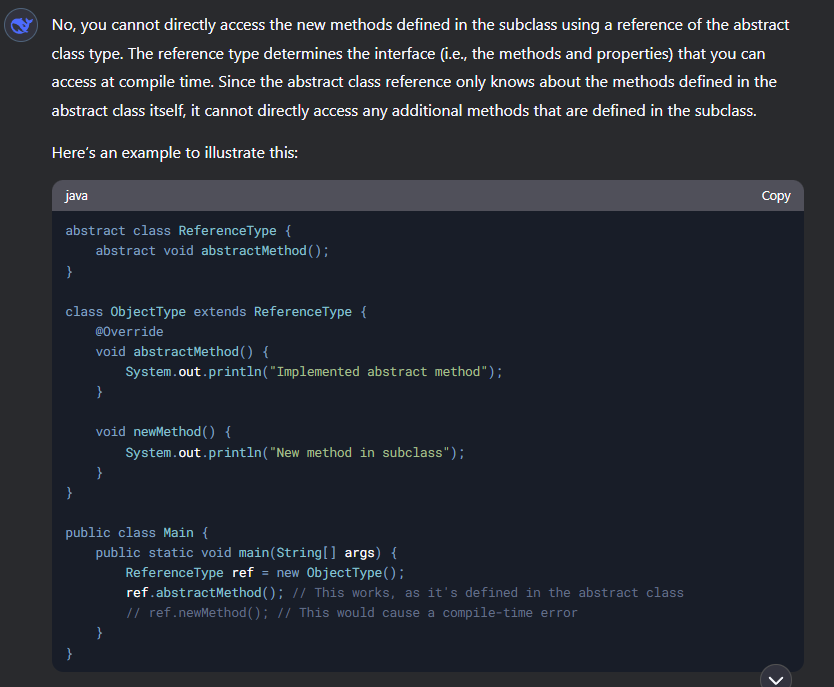 No, you cannot directly access the new methods defined in the subclass using a reference of the abstract
class type. The reference type determines the interface (i.e., the methods and properties) that you can
access at compile time. Since the abstract class reference only knows about the methods defined in the
abstract class itself, it cannot directly access any additional methods that are defined in the subclass.
Here's an example to illustrate this:
java Copy
abstract class ReferenceType {
    abstract void abstractMethod();
}
class ObjectType extends ReferenceType {
    @Override
    void abstractMethod() {
        System.out.println("Implemented abstract method");
    }
    void newMethod() {
        System.out.println("New method in subclass");
    }
}
public class Main {
    public static void main(String[] args) {
        ReferenceType ref = new ObjectType();
        ref.abstractMethod(); // This works, as it's defined in the abstract class
        // ref.newMethod(); // This would cause a compile-time error
    }
}